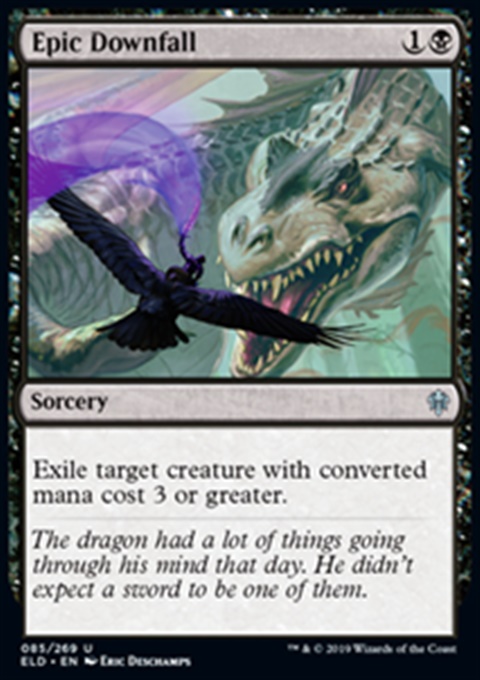 Epic Downfall 1
Sorcery
Exile target creature with converted
mana cost 3 or greater.
The dragon had a lot of things going
through his mind that day. He didn't
expect a sword to be one of them.
085/269 U
ELD • EN Eric Deschamps
™ & © 2019 Wizards of the Coast